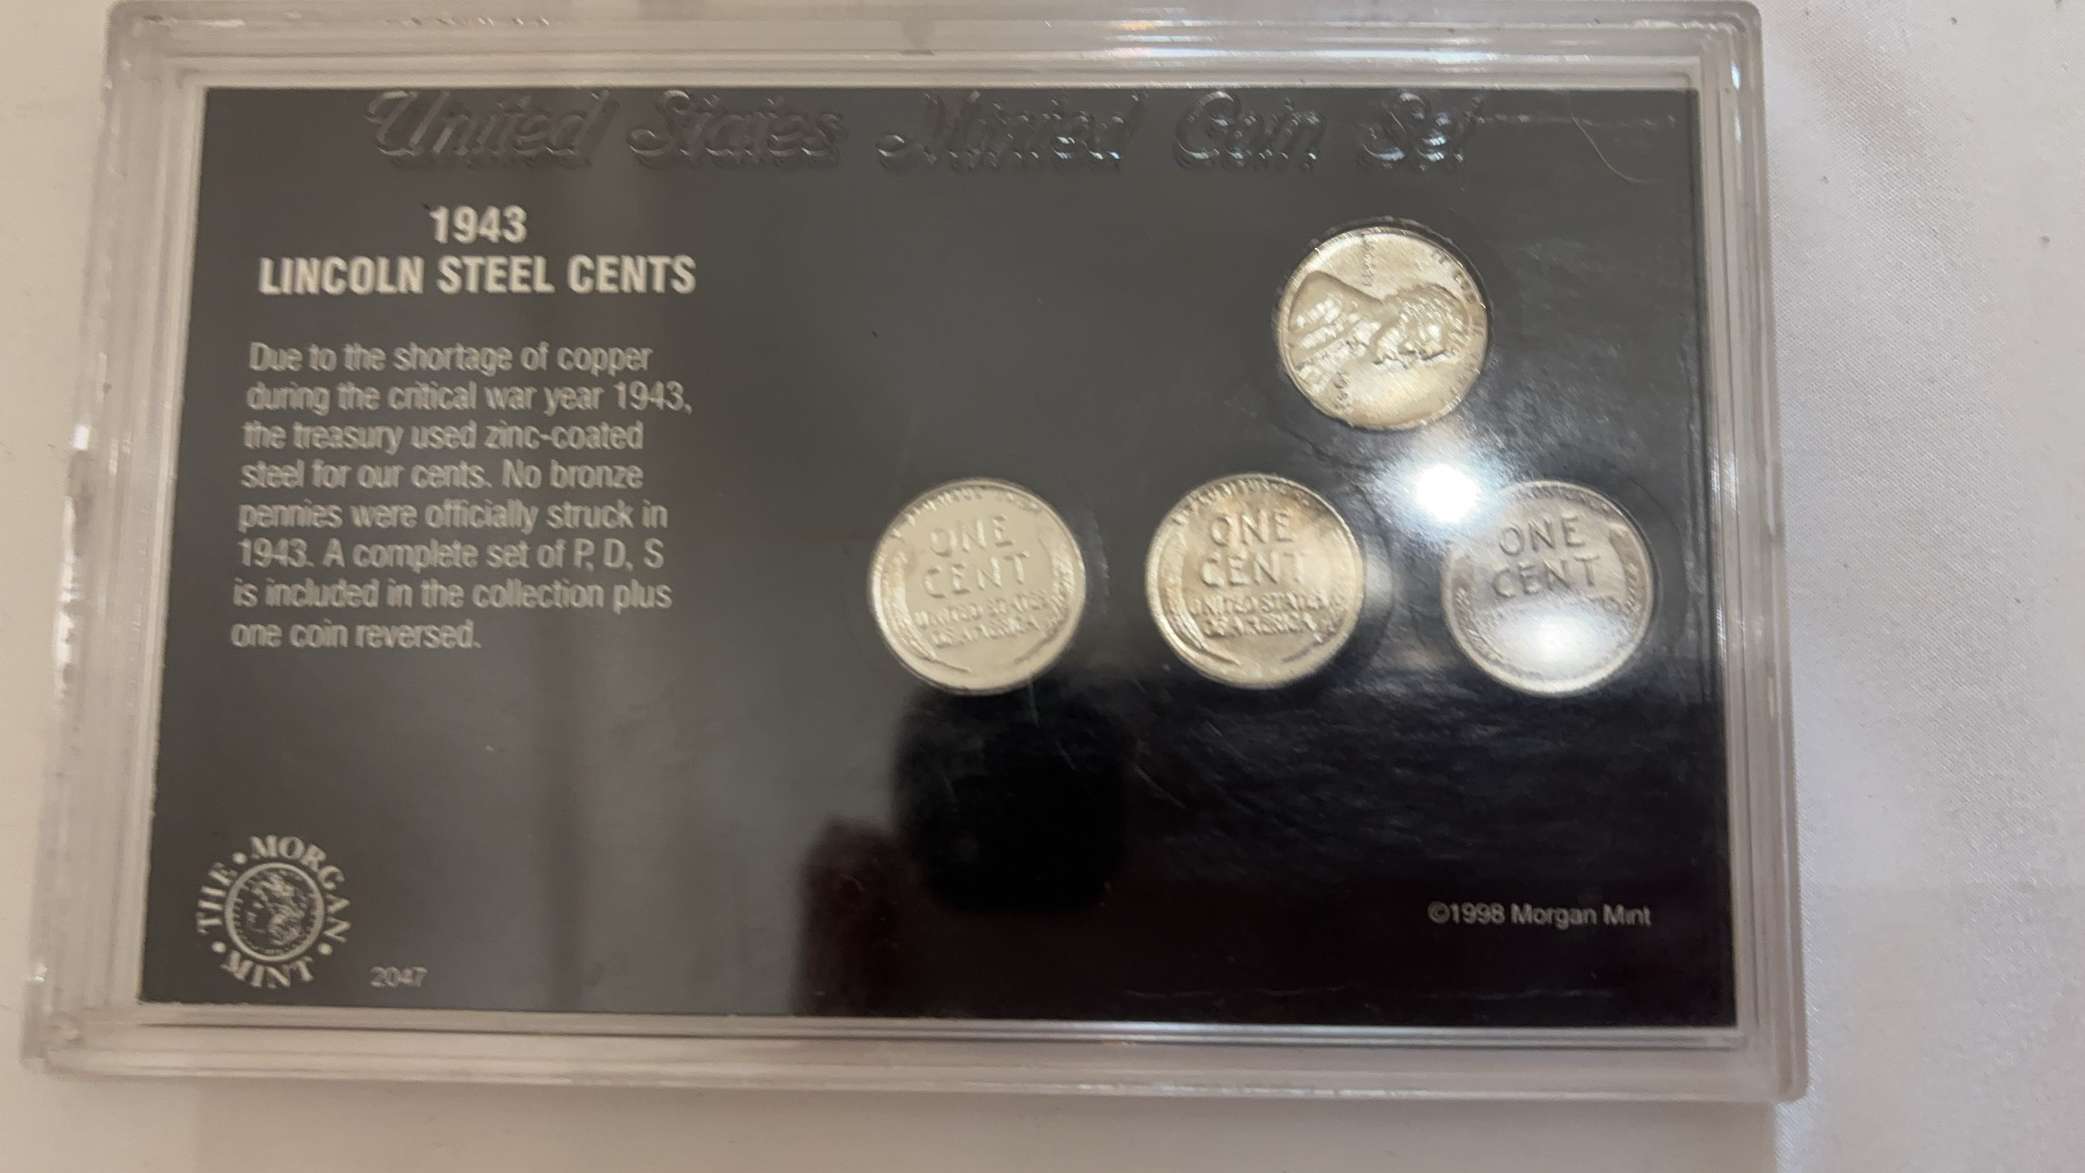 United States Minted Coin Set
1943
LINCOLN STEEL CENTS
Due to the shortage of copper
during the critical war year 1943,
the treasury used zinc-coated
steel for our cents. No bronze
pennies were officially struck in
1943. A complete set of P, D, S
is included in the collection plus
one coin reversed.
ONE
CENT
UNITED STATES
OF AMERICA
ONE
CENT
UNITED STATES
OF AMERICA
ONE
CENT
THE • MORGAN • MINT •
2047
©1998 Morgan Mint